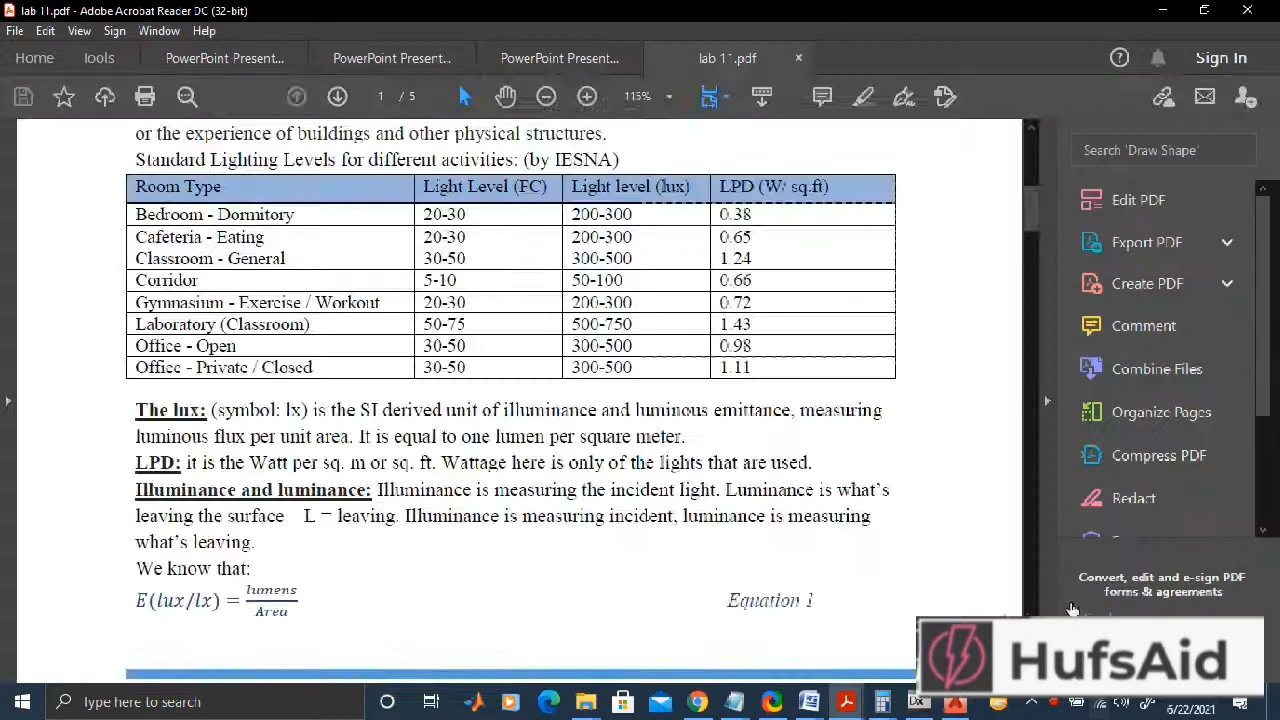 lab 11.pdf - Adobe Acrobat Reader DC (32-bit)
File Edit View Sign Window Help
Home Tools PowerPoint Present... PowerPoint Present... PowerPoint Present... lab 11.pdf × Sign In
1 / 5 115%
or the experience of buildings and other physical structures.
Standard Lighting Levels for different activities: (by IESNA)
Room Type Light Level (FC) Light level (lux) LPD (W/ sq.ft)
Bedroom - Dormitory 20-30 200-300 0.38
Cafeteria - Eating 20-30 200-300 0.65
Classroom - General 30-50 300-500 1.24
Corridor 5-10 50-100 0.66
Gymnasium - Exercise / Workout 20-30 200-300 0.72
Laboratory (Classroom) 50-75 500-750 1.43
Office - Open 30-50 300-500 0.98
Office - Private / Closed 30-50 300-500 1.11
The lux: (symbol: lx) is the SI derived unit of illuminance and luminous emittance, measuring
luminous flux per unit area. It is equal to one lumen per square meter.
LPD: it is the Watt per sq. m or sq. ft. Wattage here is only of the lights that are used.
Illuminance and luminance: Illuminance is measuring the incident light. Luminance is what's
leaving the surface L = leaving. Illuminance is measuring incident, luminance is measuring
what's leaving.
We know that:
E(lux/lx) = lumens / Area Equation 1
Search 'Draw Shape'
Edit PDF
Export PDF
Create PDF
Comment
Combine Files
Organize Pages
Compress PDF
Redact
Convert, edit and e-sign PDF
forms & agreements
HufsAid
Type here to search
6/22/2021